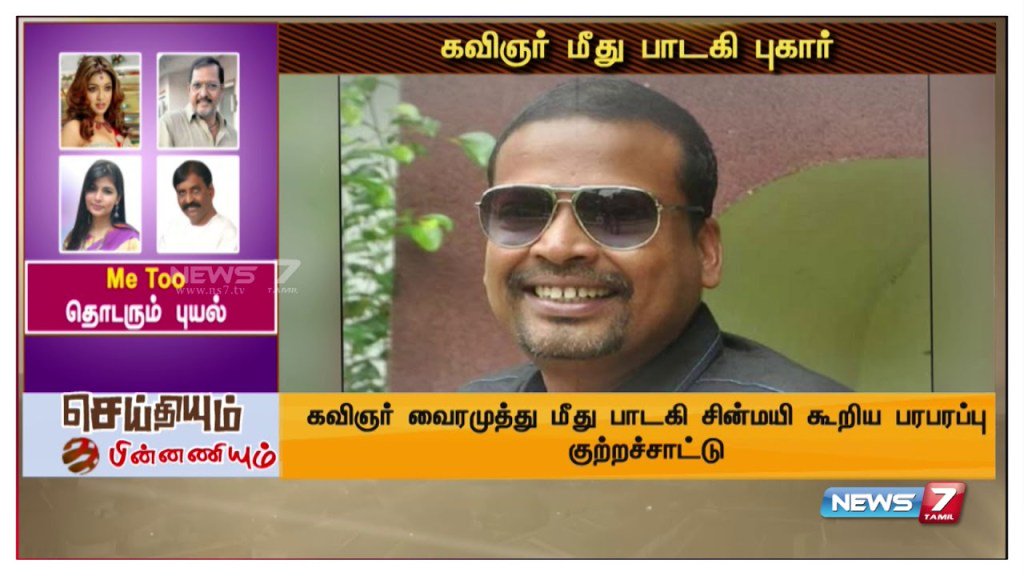 கவிஞர் மீது பாடகி புகார்
Me Too
தொடரும் புயல்
NEWS 7
www.ns7.tv TAMIL
செய்தியும்
பின்னணியும்
கவிஞர் வைரமுத்து மீது பாடகி சின்மயி கூறிய பரபரப்பு
குற்றச்சாட்டு
NEWS 7
TAMIL